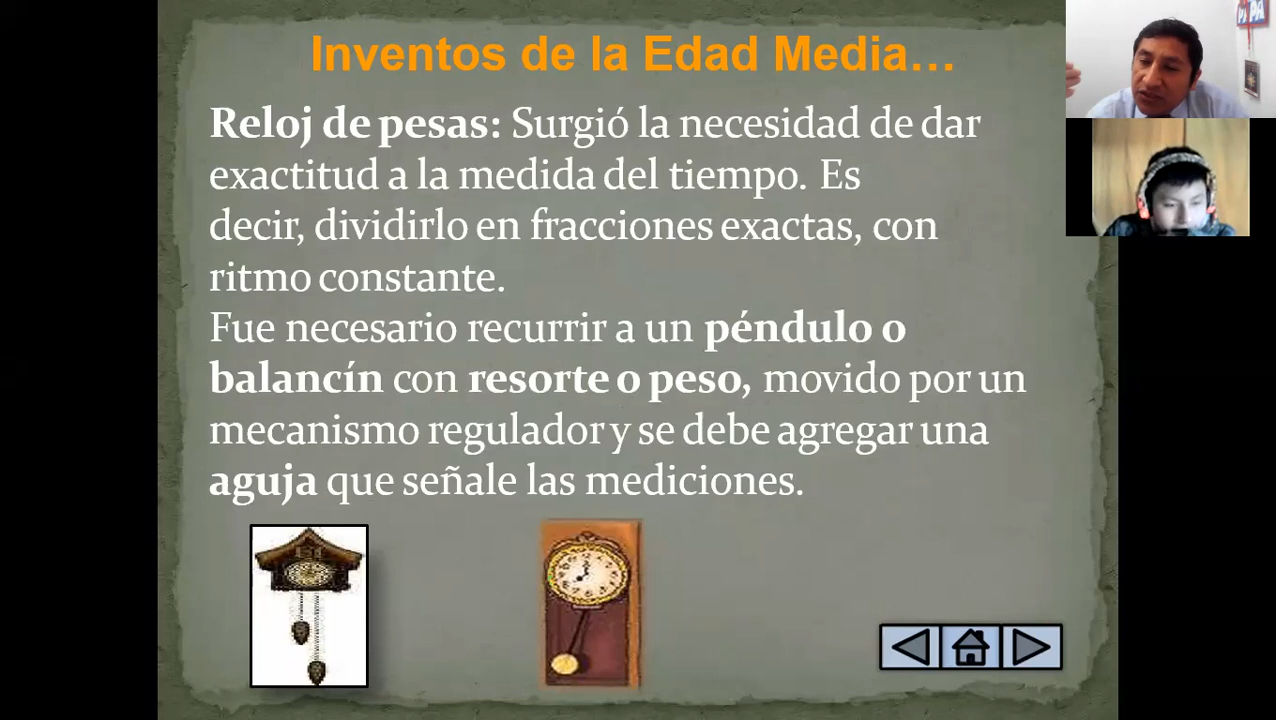 Inventos de la Edad Media…
Reloj de pesas: Surgió la necesidad de dar
exactitud a la medida del tiempo. Es
decir, dividirlo en fracciones exactas, con
ritmo constante.
Fue necesario recurrir a un péndulo o
balancín con resorte o peso, movido por un
mecanismo regulador y se debe agregar una
aguja que señale las mediciones.